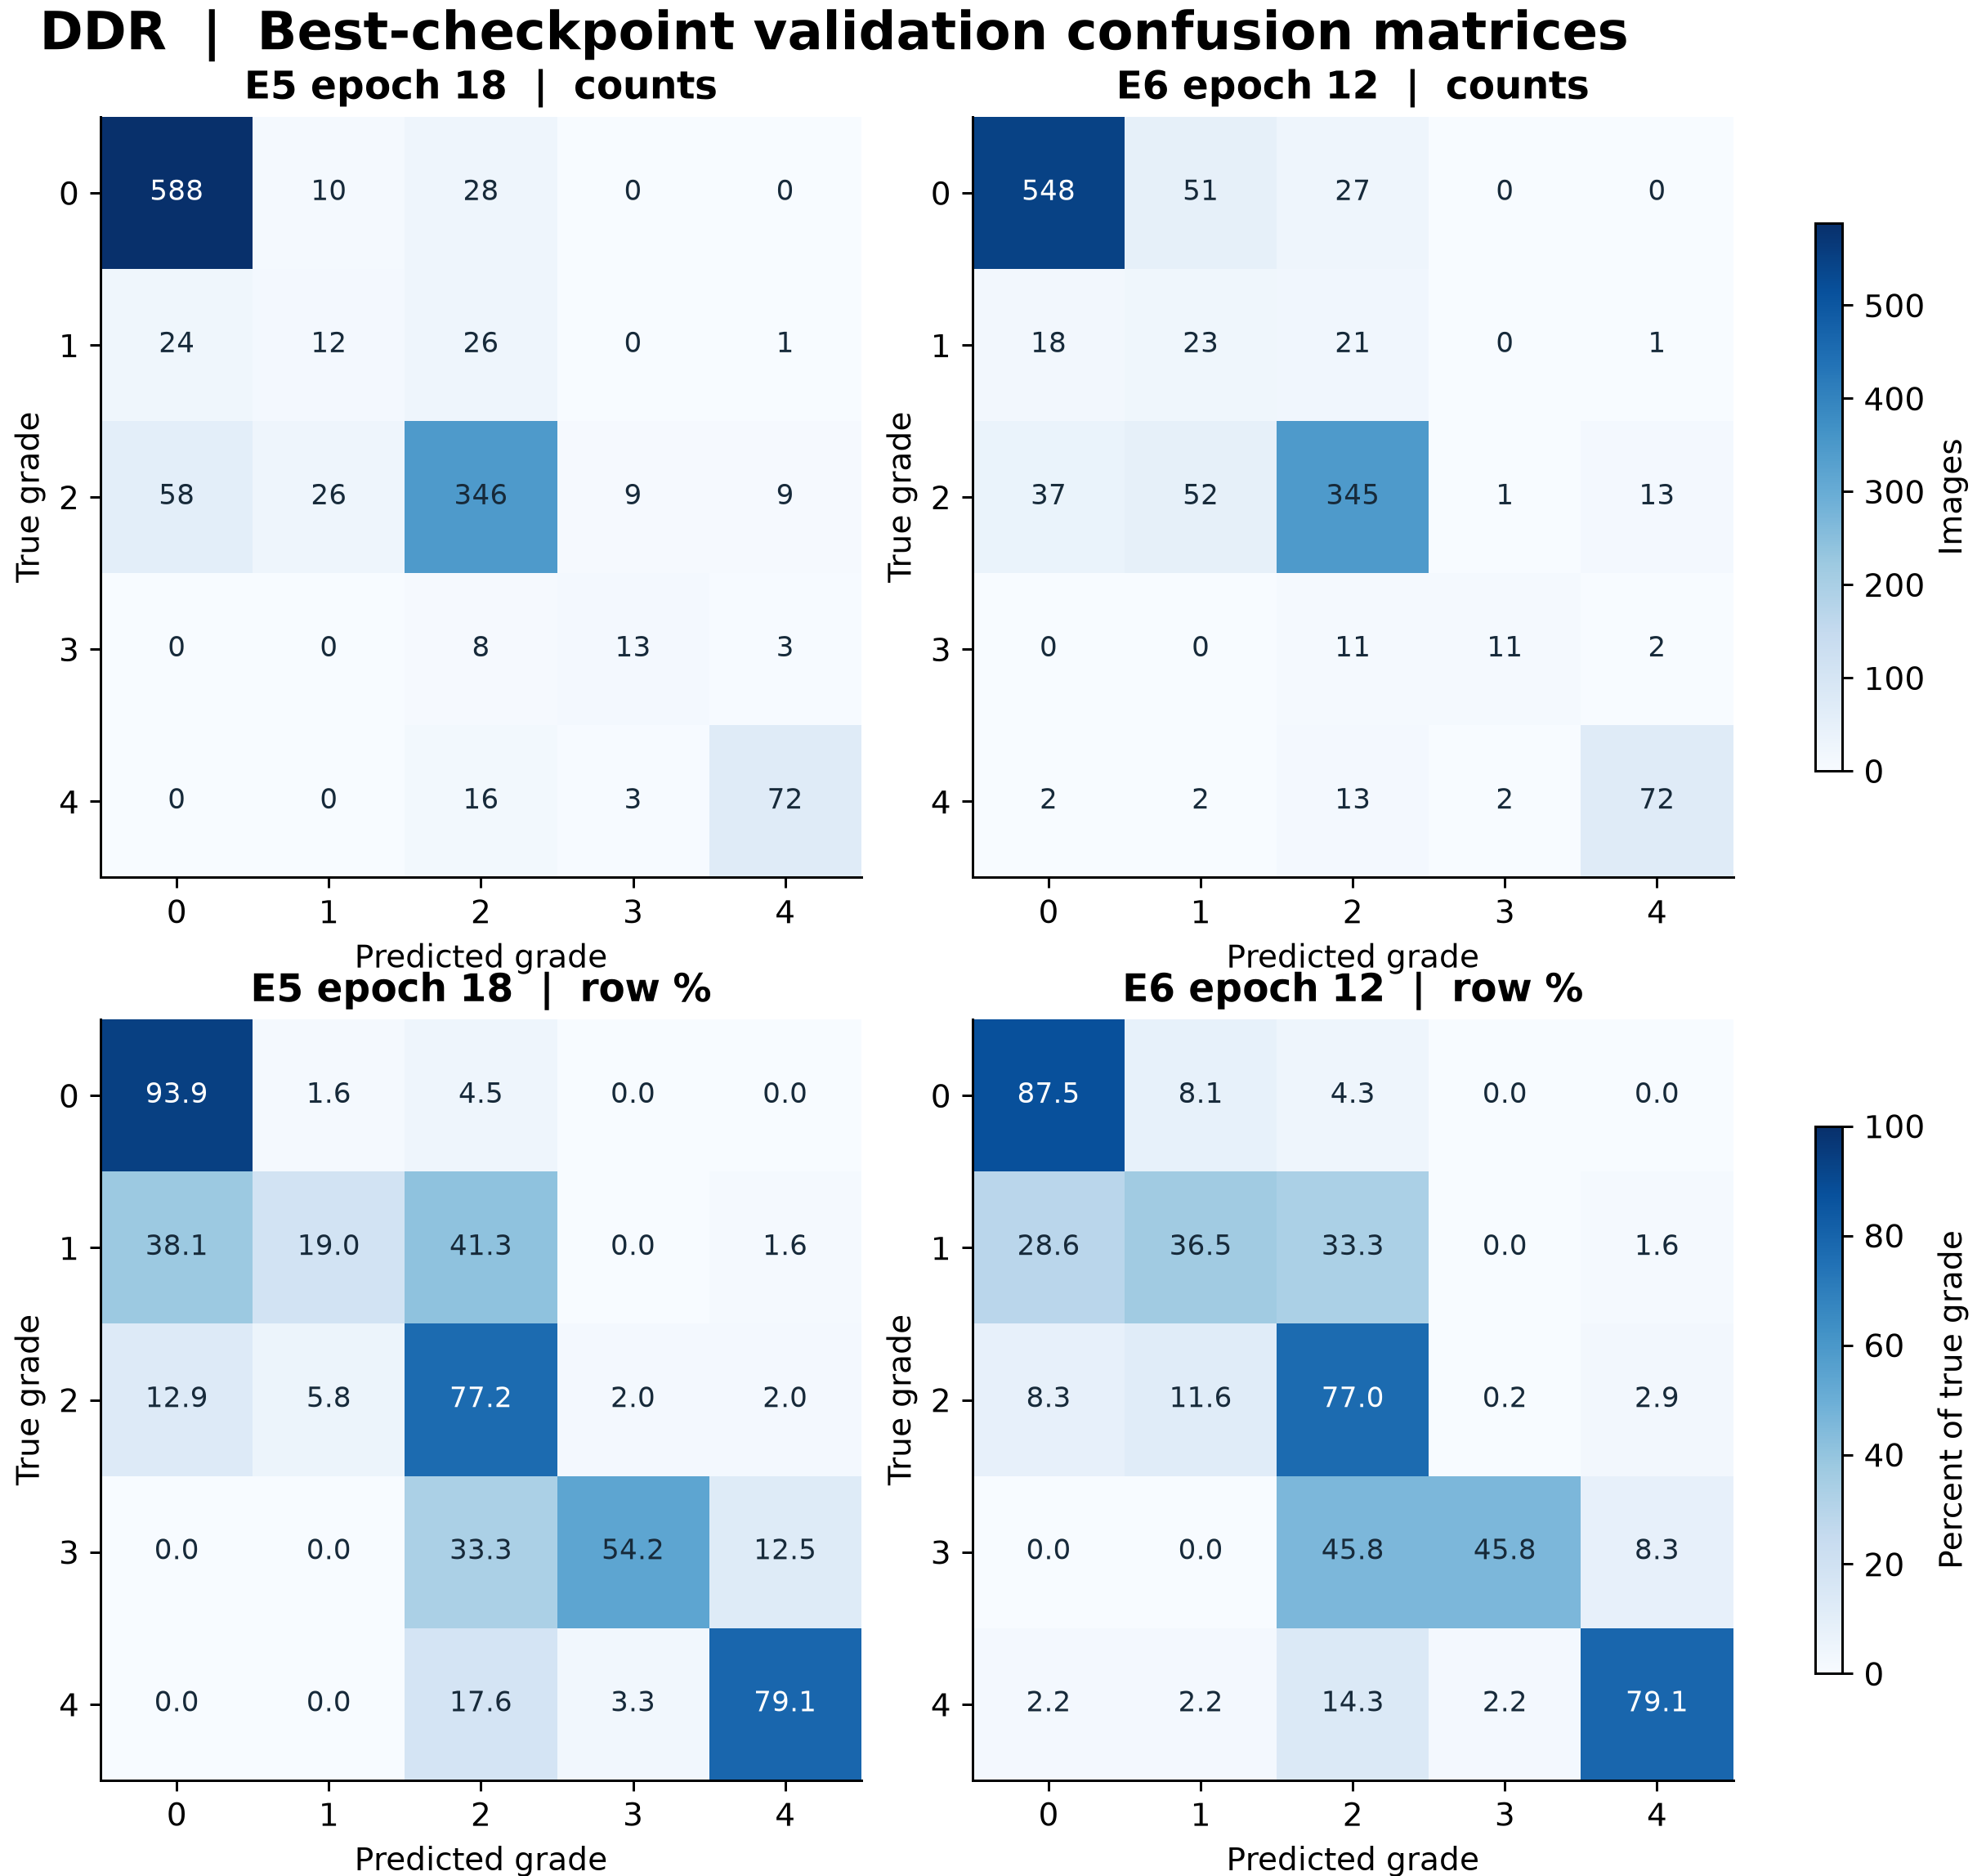 DDR | Best-checkpoint validation confusion matrices
E5 epoch 18 | counts
True grade
0 588 10 28 0 0
1 24 12 26 0 1
2 58 26 346 9 9
3 0 0 8 13 3
4 0 0 16 3 72
0 1 2 3 4
Predicted grade
E6 epoch 12 | counts
True grade
0 548 51 27 0 0
1 18 23 21 0 1
2 37 52 345 1 13
3 0 0 11 11 2
4 2 2 13 2 72
0 1 2 3 4
Predicted grade
500
400
300
200
100
0
Images
E5 epoch 18 | row %
True grade
0 93.9 1.6 4.5 0.0 0.0
1 38.1 19.0 41.3 0.0 1.6
2 12.9 5.8 77.2 2.0 2.0
3 0.0 0.0 33.3 54.2 12.5
4 0.0 0.0 17.6 3.3 79.1
0 1 2 3 4
Predicted grade
E6 epoch 12 | row %
True grade
0 87.5 8.1 4.3 0.0 0.0
1 28.6 36.5 33.3 0.0 1.6
2 8.3 11.6 77.0 0.2 2.9
3 0.0 0.0 45.8 45.8 8.3
4 2.2 2.2 14.3 2.2 79.1
0 1 2 3 4
Predicted grade
100
80
60
40
20
0
Percent of true grade